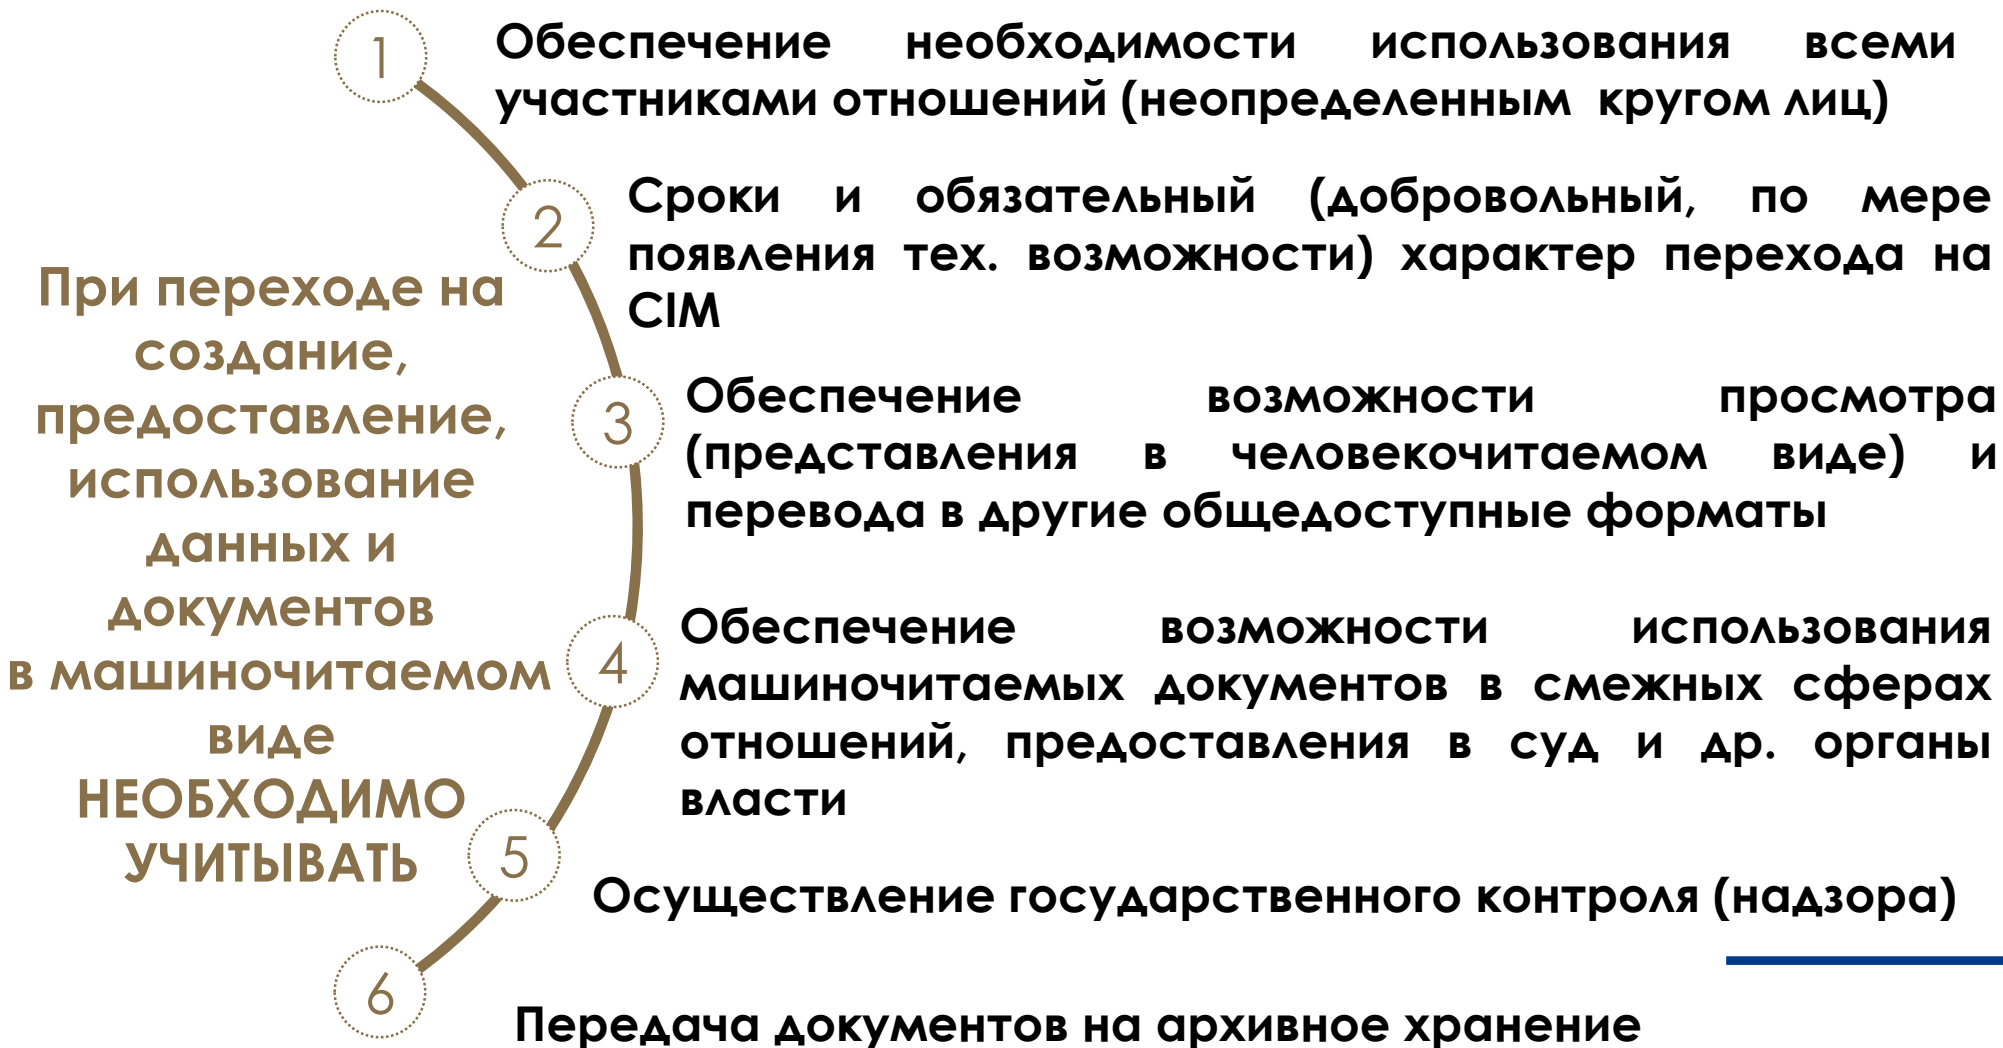 При переходе на
создание,
предоставление,
использование
данных и
документов
в машиночитаемом
виде
НЕОБХОДИМО
УЧИТЫВАТЬ
1
Обеспечение необходимости использования всеми
участниками отношений (неопределенным кругом лиц)
2
Сроки и обязательный (добровольный, по мере
появления тех. возможности) характер перехода на
CIM
3
Обеспечение возможности просмотра
(представления в человекочитаемом виде) и
перевода в другие общедоступные форматы
4
Обеспечение возможности использования
машиночитаемых документов в смежных сферах
отношений, предоставления в суд и др. органы
власти
5
Осуществление государственного контроля (надзора)
6
Передача документов на архивное хранение